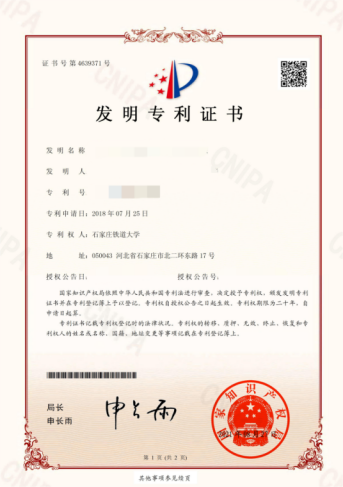 证书号第4639371号
发明专利证书
发明名称
发明人
专利号
专利申请日：2018年07月25日
专利权人：石家庄铁道大学
地址：050043 河北省石家庄市北二环东路17号
授权公告日：
授权公告号：
国家知识产权局依照中华人民共和国专利法进行审查，决定授予专利权，颁发发明专利
证书并在专利登记簿上予以登记。专利权自授权公告之日起生效。专利权期限为二十年，自
申请日起算。
专利证书记载专利权登记时的法律状况。专利权的转移、质押、无效、终止、恢复和专
利权人的姓名或名称、国籍、地址变更等事项记载在专利登记簿上。
局长
申长雨
申长雨
国家知识产权局
第 1 页 (共 2 页)
其他事项参见续页
CNIPA
CNIPA